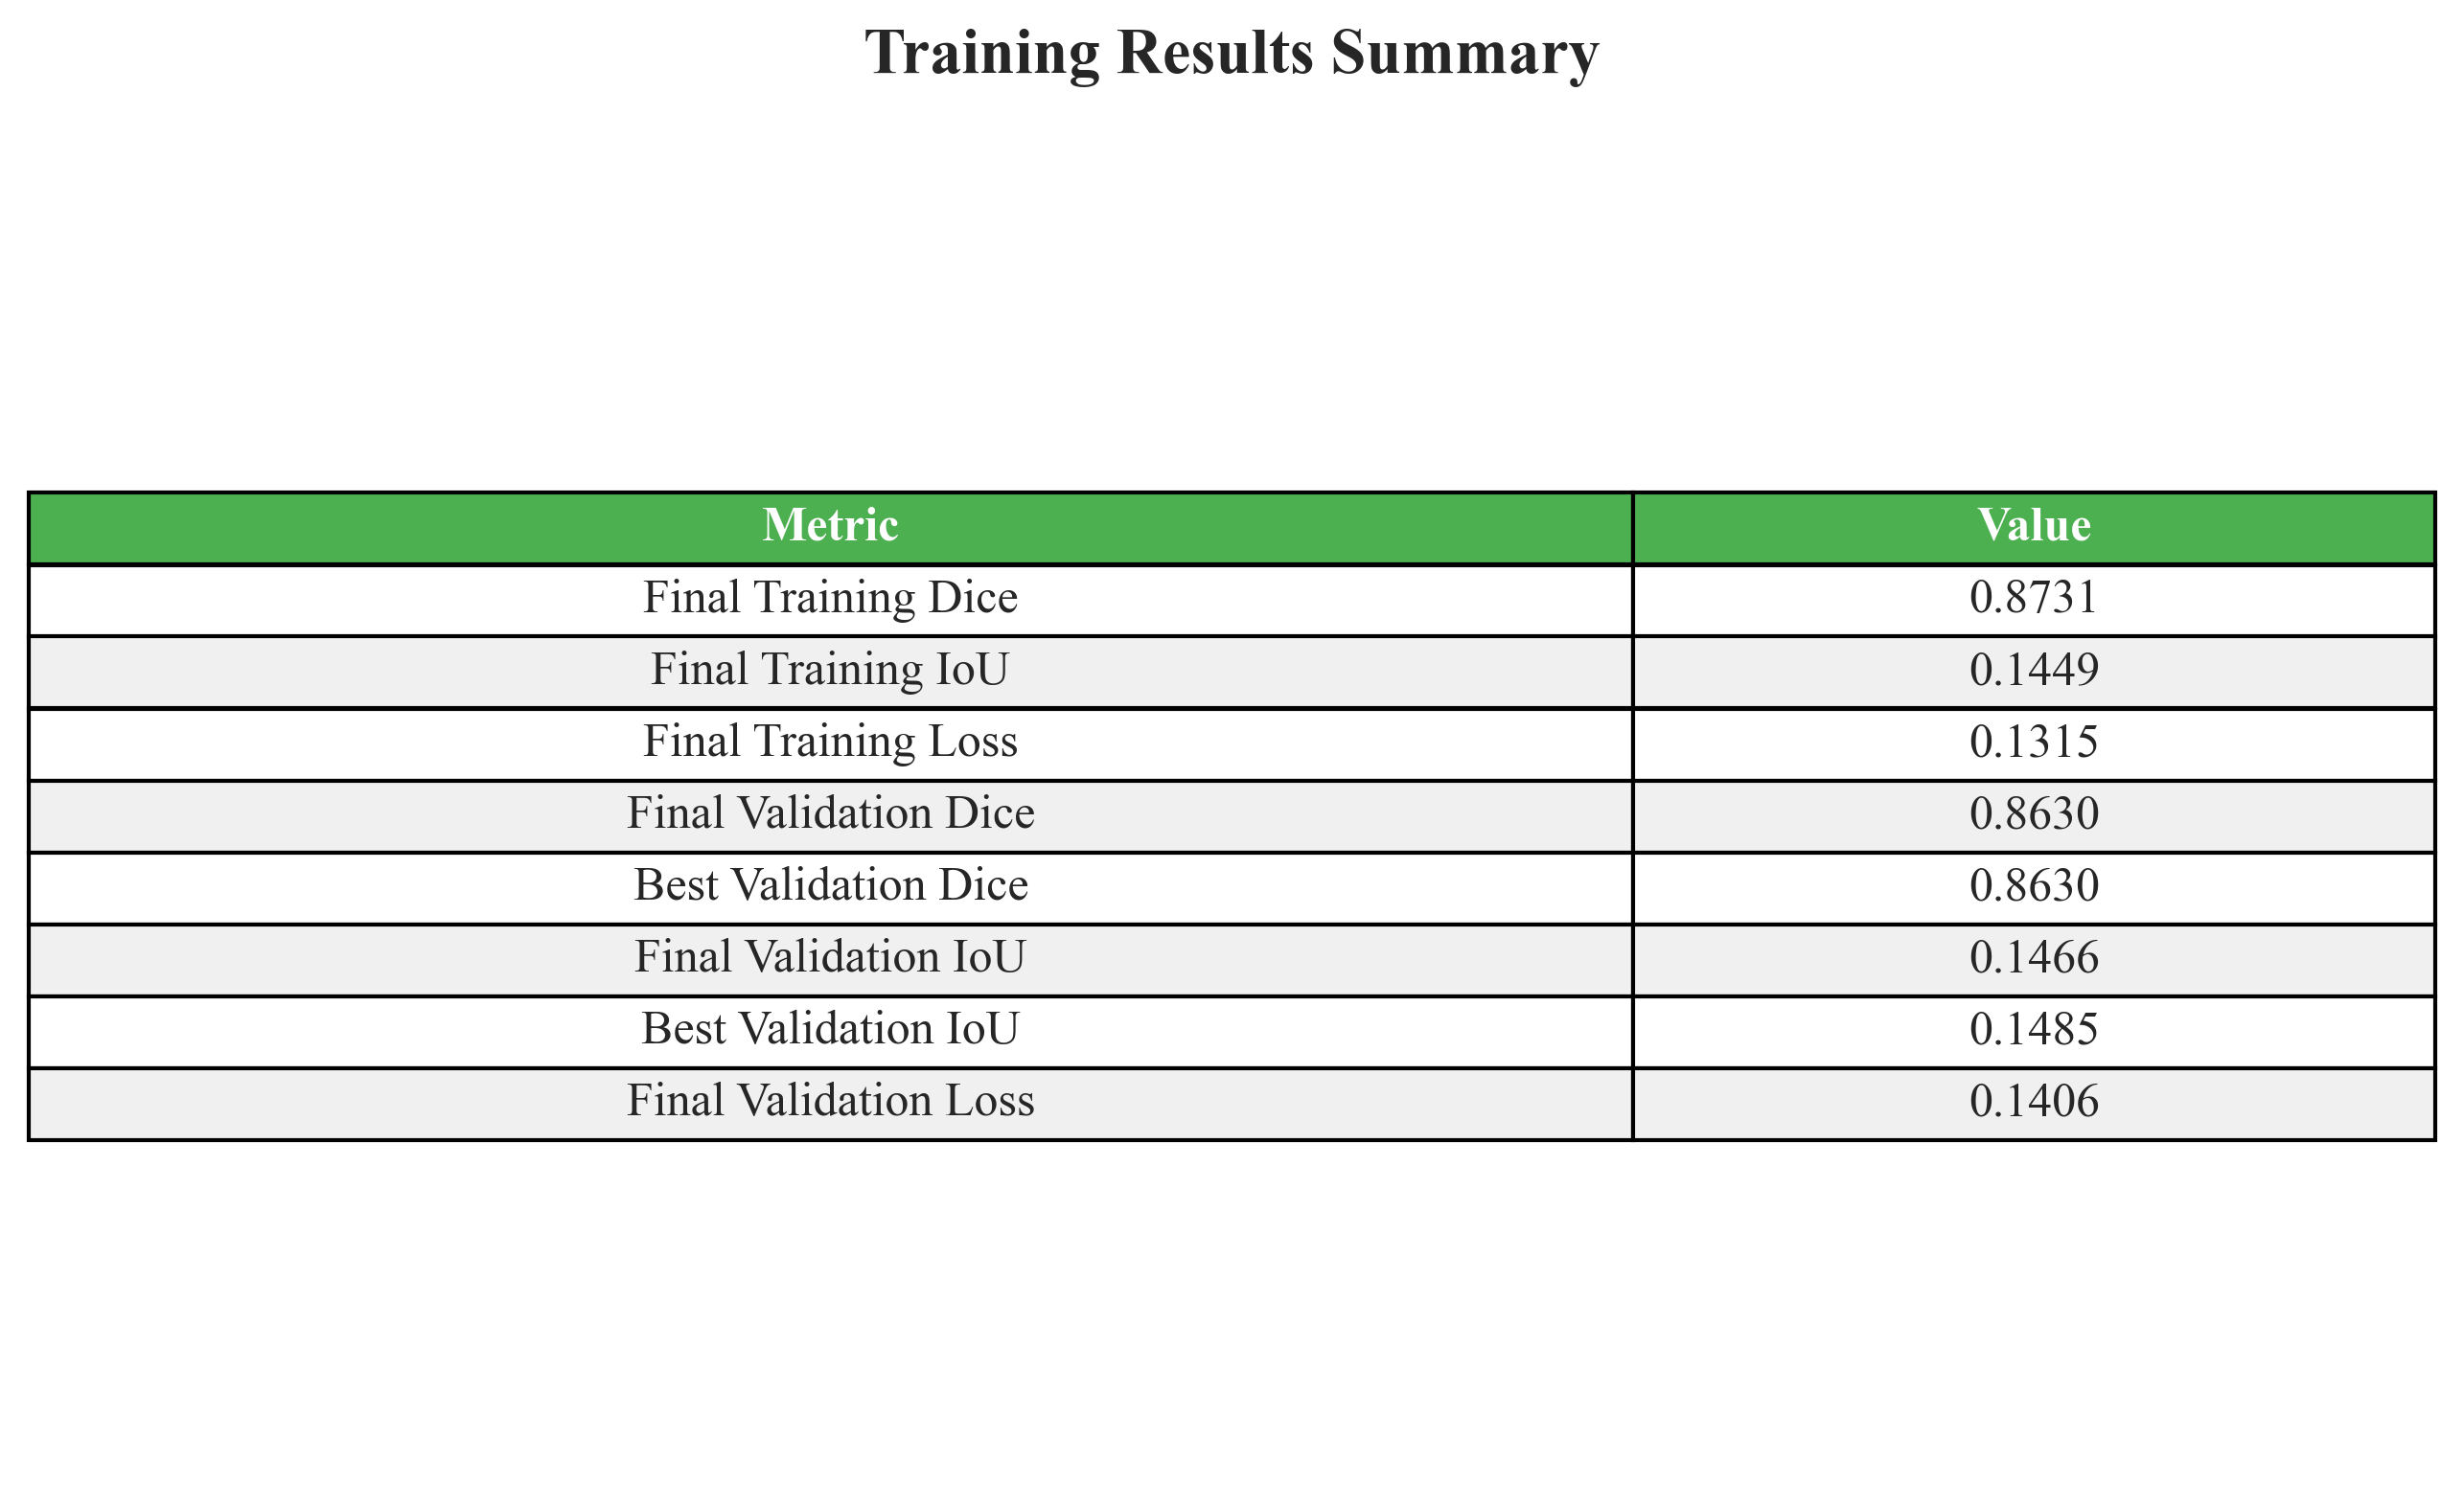 Training Results Summary
Metric Value
Final Training Dice 0.8731
Final Training IoU 0.1449
Final Training Loss 0.1315
Final Validation Dice 0.8630
Best Validation Dice 0.8630
Final Validation IoU 0.1466
Best Validation IoU 0.1485
Final Validation Loss 0.1406